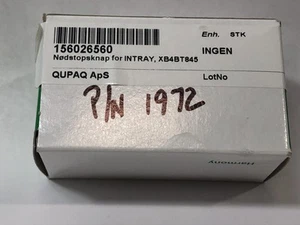 Enh. STK
156026560 INGEN
Nødstopsknap for INTRAY, XB4BT845
QUPAQ ApS LotNo
P/N 1972